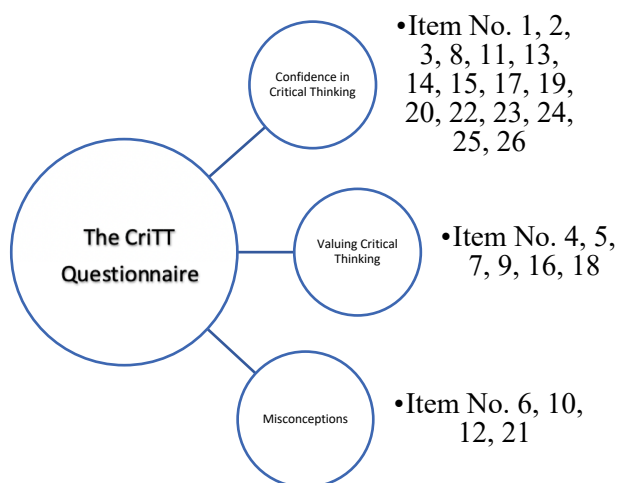 The CriTT
Questionnaire
Confidence in
Critical Thinking
•Item No. 1, 2,
3, 8, 11, 13,
14, 15, 17, 19,
20, 22, 23, 24,
25, 26
Valuing Critical
Thinking
•Item No. 4, 5,
7, 9, 16, 18
Misconceptions
•Item No. 6, 10,
12, 21